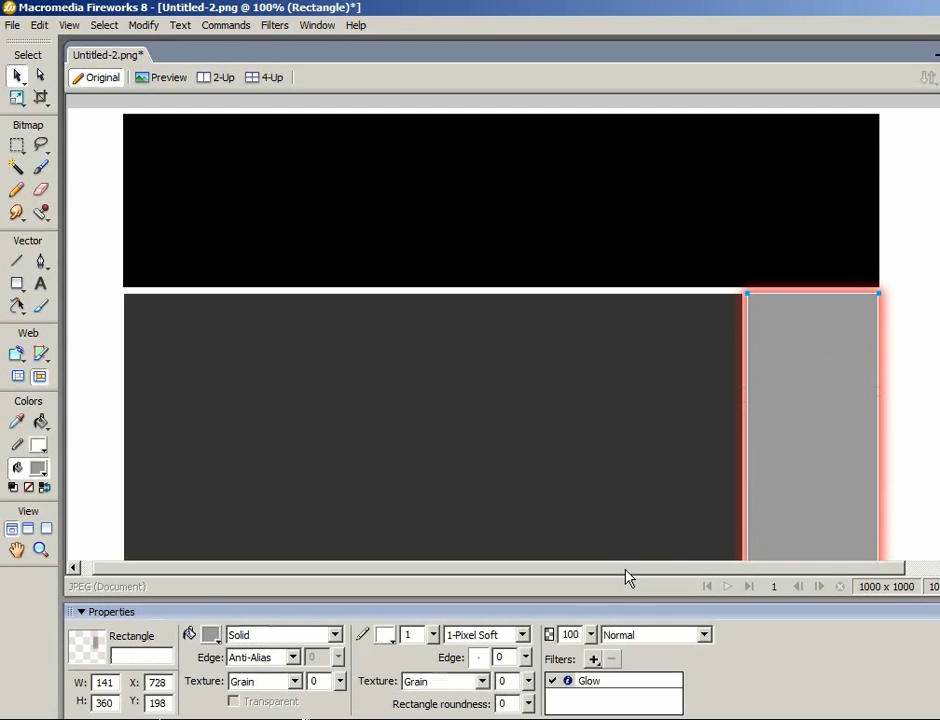 Macromedia Fireworks 8 - [Untitled-2.png @ 100% (Rectangle)*]
File Edit View Select Modify Text Commands Filters Window Help
Select
Untitled-2.png*
Original Preview 2-Up 4-Up
Bitmap
Vector
A
Web
Colors
View
JPEG (Document) 1 1000 x 1000 10
Properties
Rectangle Solid 1 1-Pixel Soft 100 Normal
Edge: Anti-Alias 0 Edge: 0 Filters:
W: 141 X: 728 Texture: Grain 0 Texture: Grain 0 Glow
H: 360 Y: 198 Transparent Rectangle roundness: 0